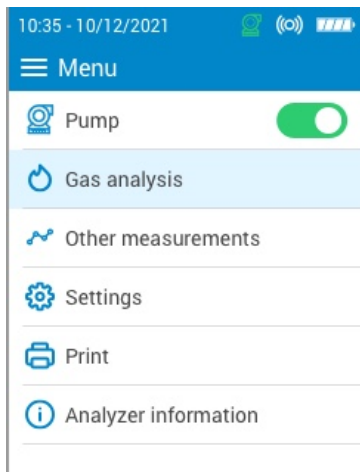 10:35 - 10/12/2021
Menu
Pump
Gas analysis
Other measurements
Settings
Print
Analyzer information